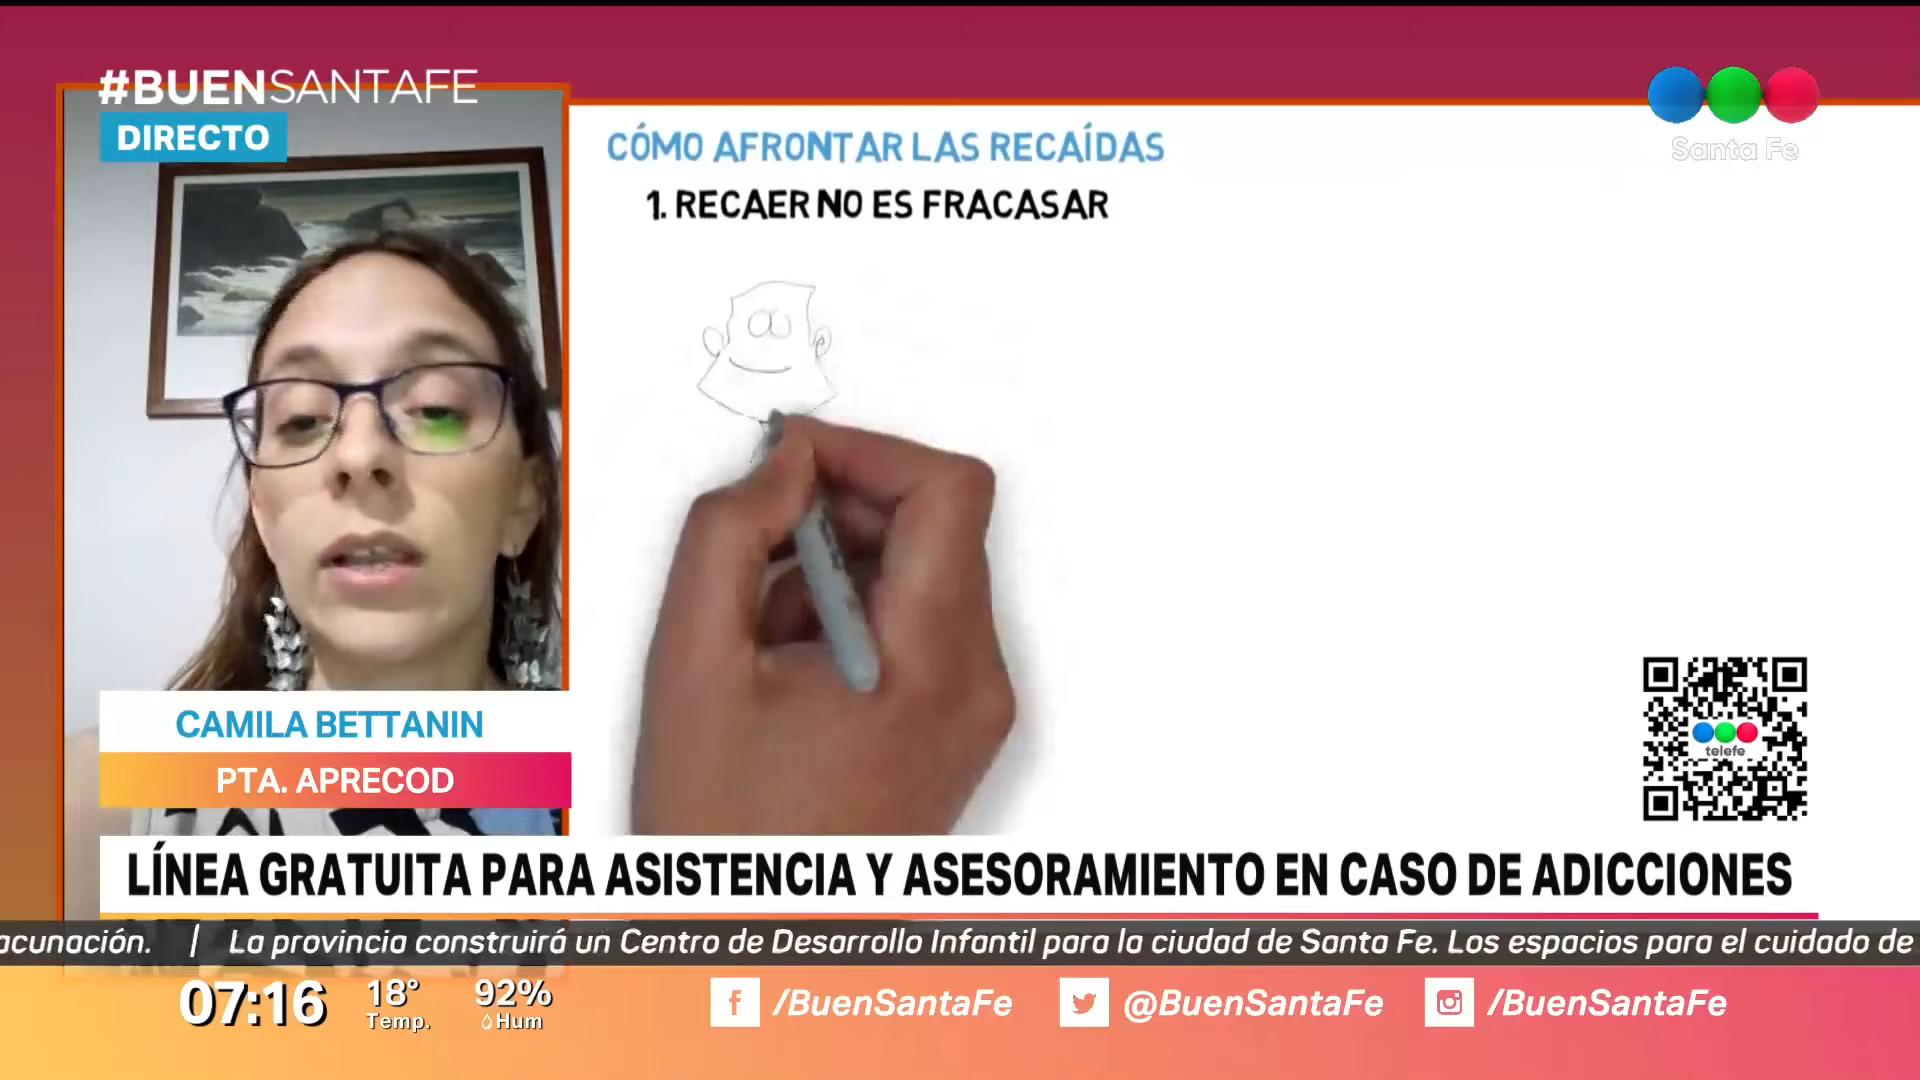 #BUENSANTAFE
DIRECTO
Santa Fe
CÓMO AFRONTAR LAS RECAÍDAS
1. RECAER NO ES FRACASAR
telefe
CAMILA BETTANIN
PTA. APRECOD
LÍNEA GRATUITA PARA ASISTENCIA Y ASESORAMIENTO EN CASO DE ADICCIONES
acunación. | La provincia construirá un Centro de Desarrollo Infantil para la ciudad de Santa Fe. Los espacios para el cuidado de
07:16 18° Temp. 92% Hum
/BuenSantaFe @BuenSantaFe /BuenSantaFe